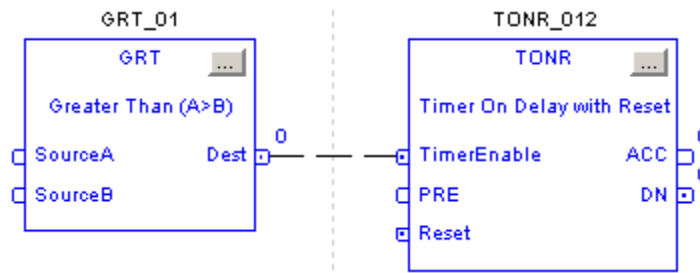 GRT_01
GRT
...
Greater Than (A>B)
SourceA
Dest
0
SourceB
TONR_012
TONR
...
Timer On Delay with Reset
TimerEnable
ACC
PRE
DN
Reset